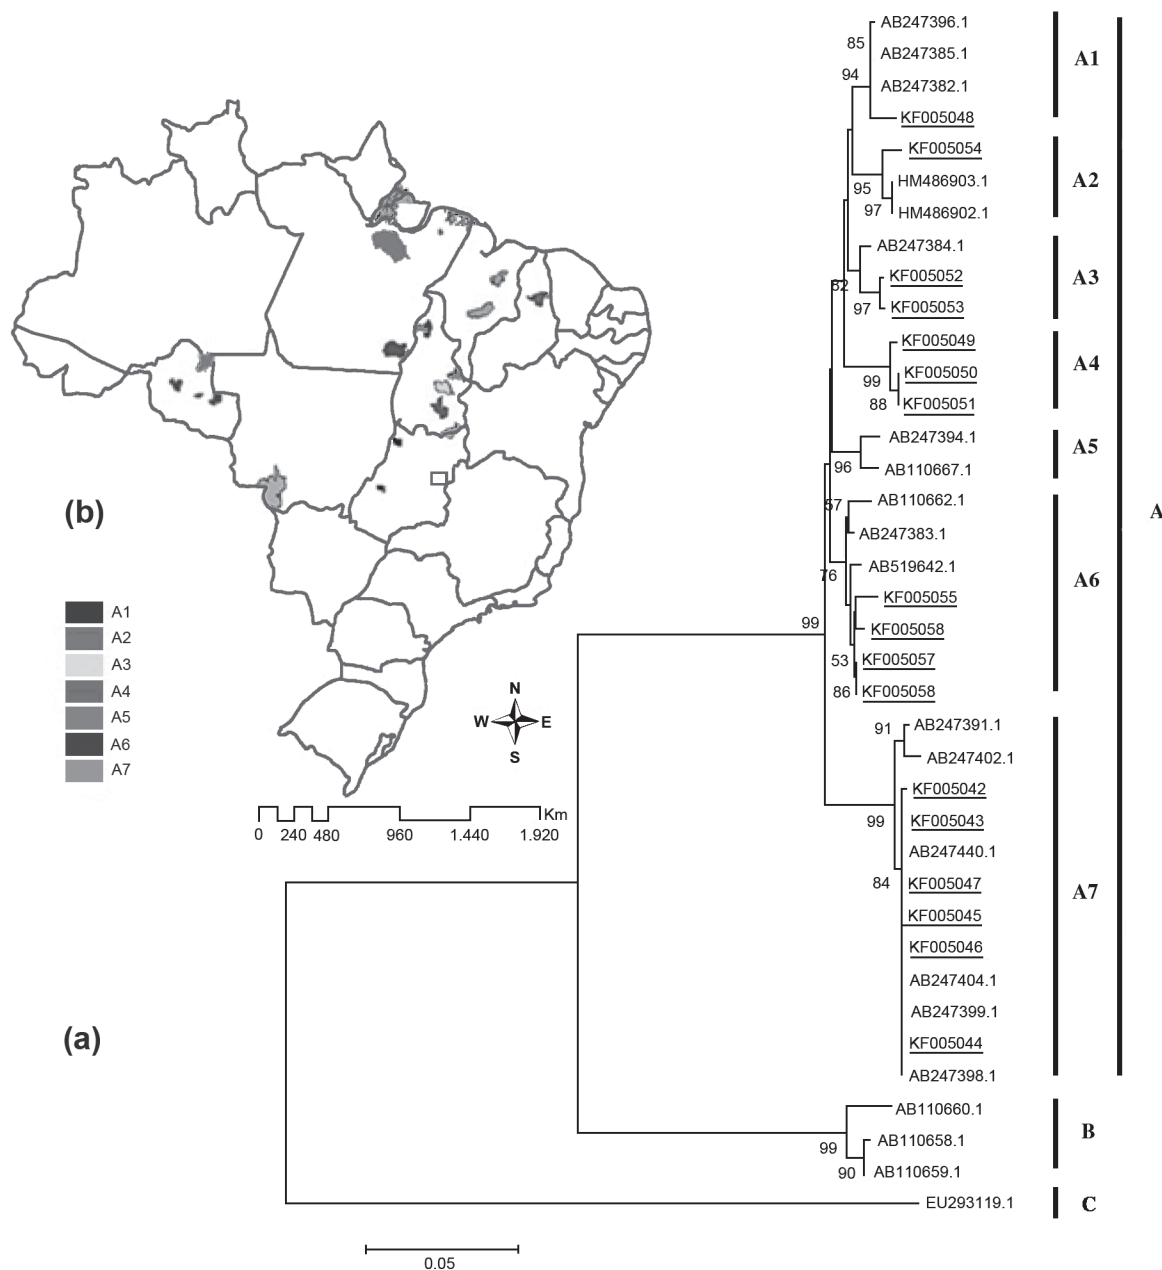 (b)
A1
A2
A3
A4
A5
A6
A7
N
W E
S
Km
0 240 480 960 1.440 1.920
(a)
AB247396.1
85
AB247385.1
A1
94
AB247382.1
KF005048
KF005054
95
HM486903.1
A2
97
HM486902.1
AB247384.1
82
KF005052
A3
97
KF005053
KF005049
99
KF005050
A4
88
KF005051
AB247394.1
A5
96
AB110667.1
57
AB110662.1
AB247383.1
76
AB519642.1
A6
KF005055
99
KF005058
53
KF005057
86
KF005058
91
AB247391.1
AB247402.1
KF005042
99
KF005043
AB247440.1
84
KF005047
A7
KF005045
KF005046
AB247404.1
AB247399.1
KF005044
AB247398.1
A
AB110660.1
99
AB110658.1
B
90
AB110659.1
EU293119.1
C
0.05